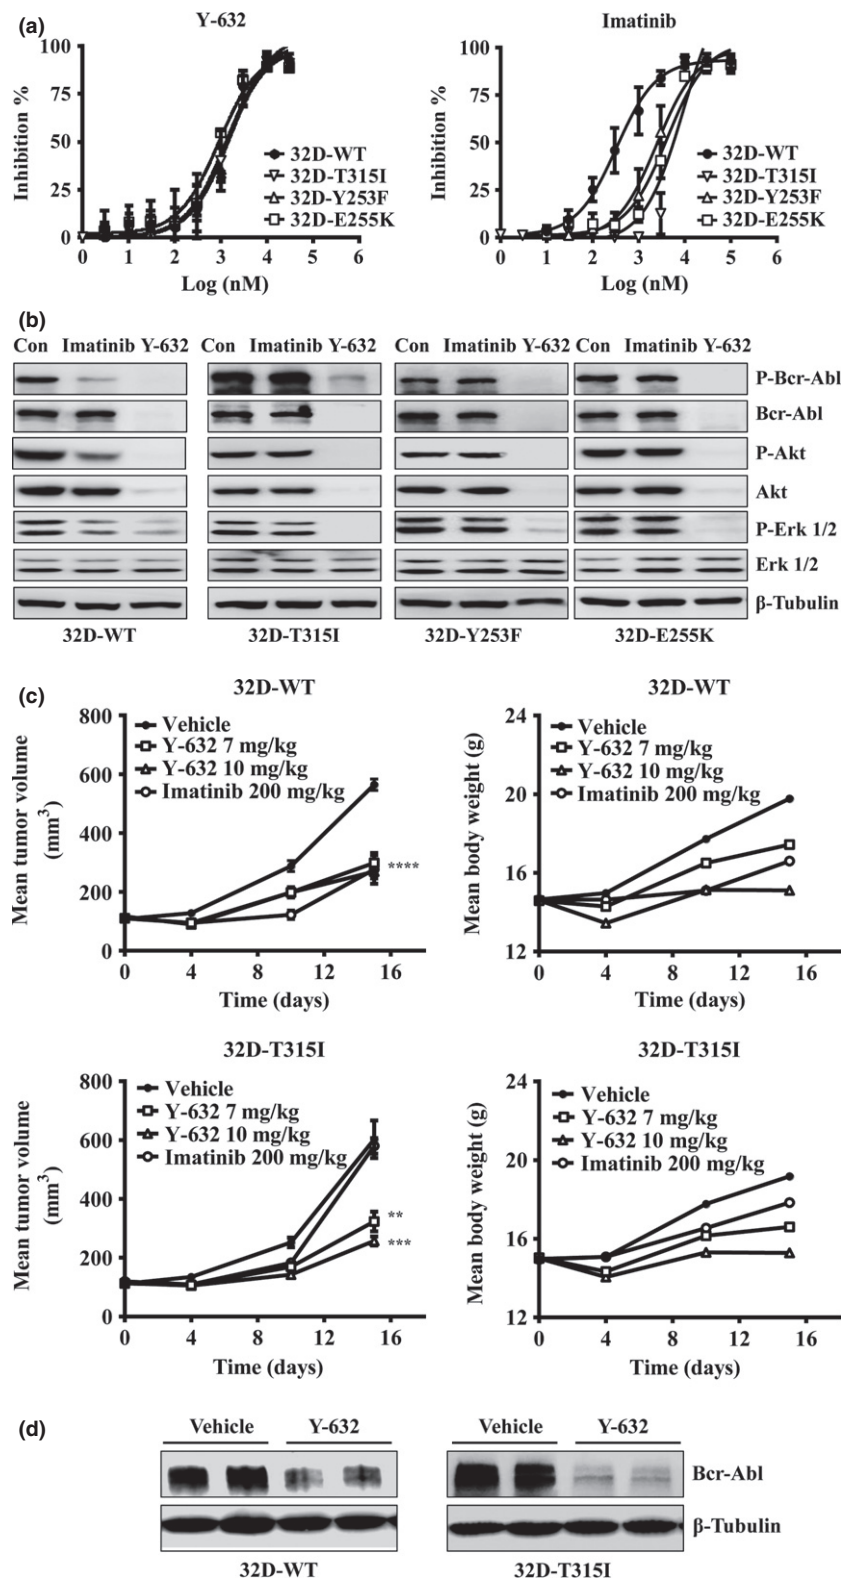 (a)
Y-632
Imatinib
Inhibition %
100
75
50
25
0
32D-WT
32D-T315I
32D-Y253F
32D-E255K
0 1 2 3 4 5 6
Log (nM)
Inhibition %
100
75
50
25
0
32D-WT
32D-T315I
32D-Y253F
32D-E255K
0 1 2 3 4 5 6
Log (nM)
(b)
Con Imatinib Y-632 Con Imatinib Y-632 Con Imatinib Y-632 Con Imatinib Y-632
P-Bcr-Abl
Bcr-Abl
P-Akt
Akt
P-Erk 1/2
Erk 1/2
β-Tubulin
32D-WT 32D-T315I 32D-Y253F 32D-E255K
(c)
32D-WT
Mean tumor volume
(mm3)
800
600
400
200
0
Vehicle
Y-632 7 mg/kg
Y-632 10 mg/kg
Imatinib 200 mg/kg
****
0 4 8 12 16
Time (days)
32D-WT
Mean body weight (g)
24
20
16
12
Vehicle
Y-632 7 mg/kg
Y-632 10 mg/kg
Imatinib 200 mg/kg
0 4 8 12 16
Time (days)
32D-T315I
Mean tumor volume
(mm3)
800
600
400
200
0
Vehicle
Y-632 7 mg/kg
Y-632 10 mg/kg
Imatinib 200 mg/kg
**
***
0 4 8 12 16
Time (days)
32D-T315I
Mean body weight (g)
24
20
16
12
Vehicle
Y-632 7 mg/kg
Y-632 10 mg/kg
Imatinib 200 mg/kg
0 4 8 12 16
Time (days)
(d)
Vehicle Y-632 Vehicle Y-632
Bcr-Abl
β-Tubulin
32D-WT 32D-T315I